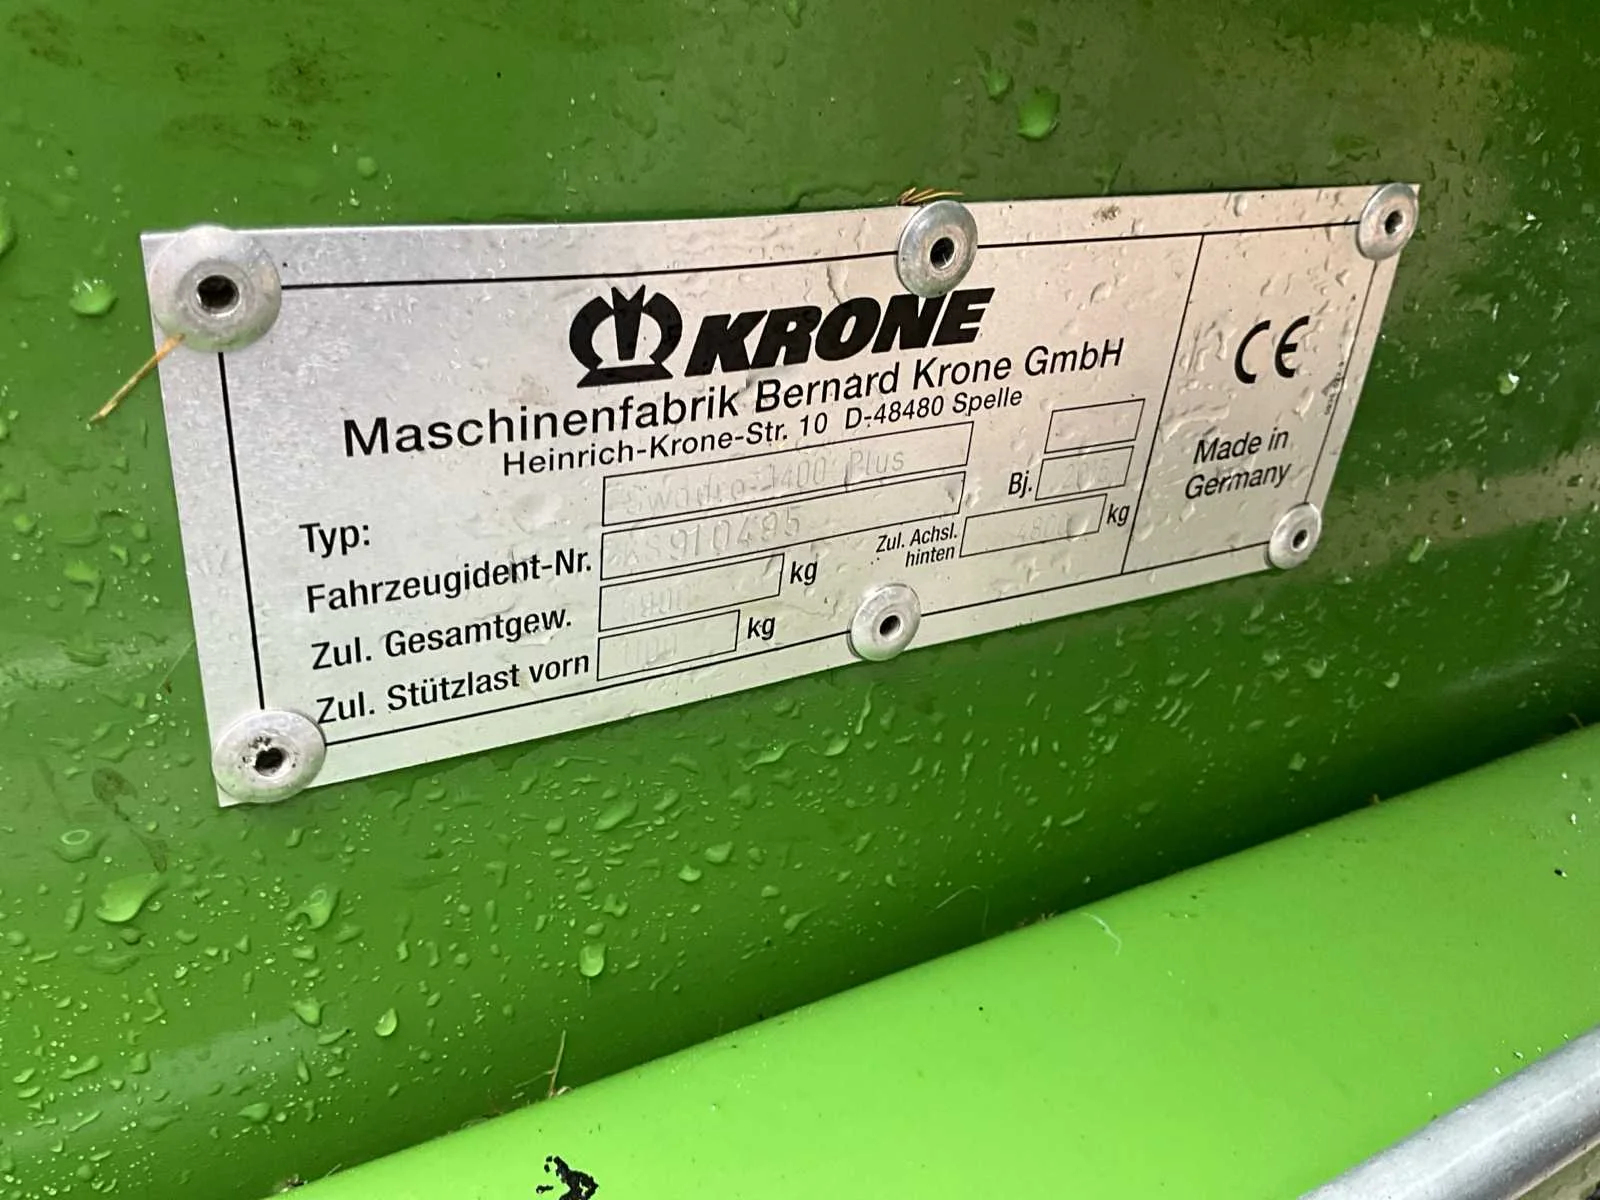 KRONE
Maschinenfabrik Bernard Krone GmbH
Heinrich-Krone-Str. 10 D-48480 Spelle
Typ: Plus
Fahrzeugident-Nr.
Bj.
Zul. Gesamtgew. kg
Zul. Achsl. hinten kg
Zul. Stützlast vorn kg
CE
Made in
Germany